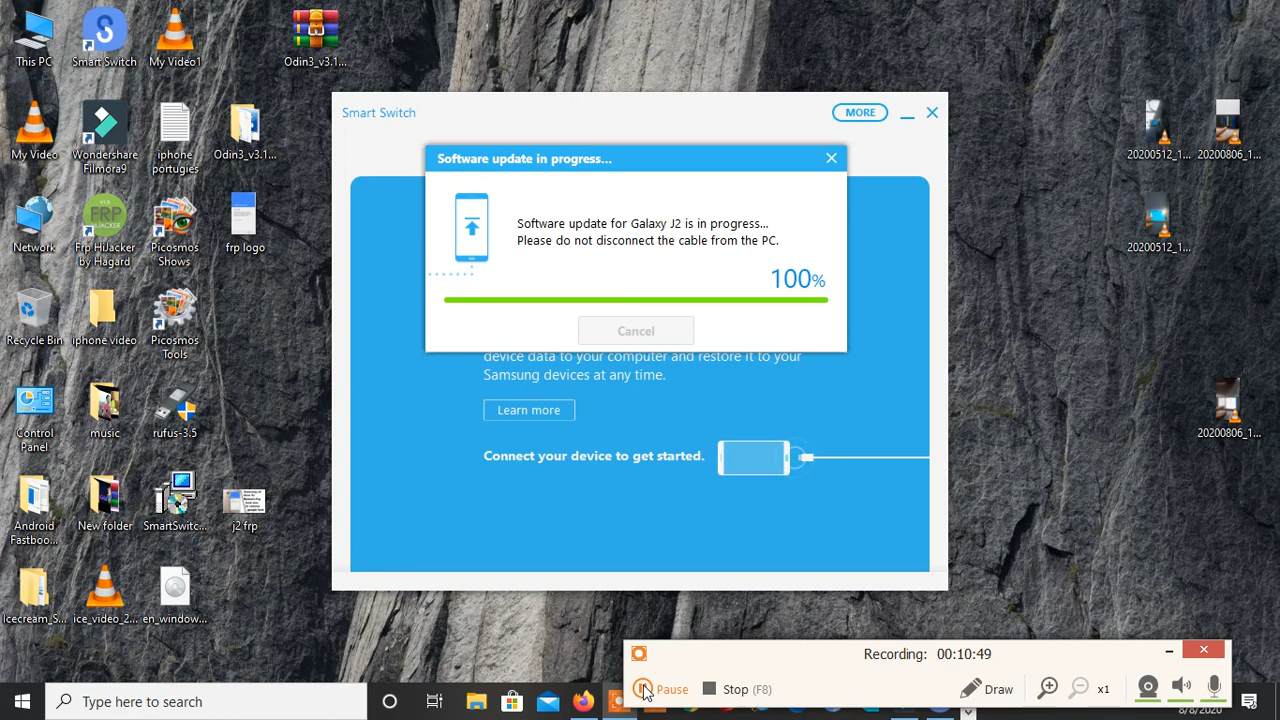 This PC
Smart Switch
My Video1
Odin3_v3.1...
My Video
Wondershare
Filmora9
iphone
portugies
Odin3_v3.1...
Network
Frp HiJacker
by Hagard
Picosmos
Shows
frp logo
Recycle Bin
iphone video
Picosmos
Tools
Control
Panel
music
rufus-3.5
Android
Fastboo...
New folder
SmartSwitc...
j2 frp
Icecream_S...
ice_video_2...
en_window...
20200512_1...
20200806_1...
20200512_1...
20200806_1...
Smart Switch
MORE
Software update in progress...
Software update for Galaxy J2 is in progress...
Please do not disconnect the cable from the PC.
100%
Cancel
device data to your computer and restore it to your
Samsung devices at any time.
Learn more
Connect your device to get started.
Recording: 00:10:49
Pause
Stop (F8)
Draw
x1
Type here to search
8/8/2020